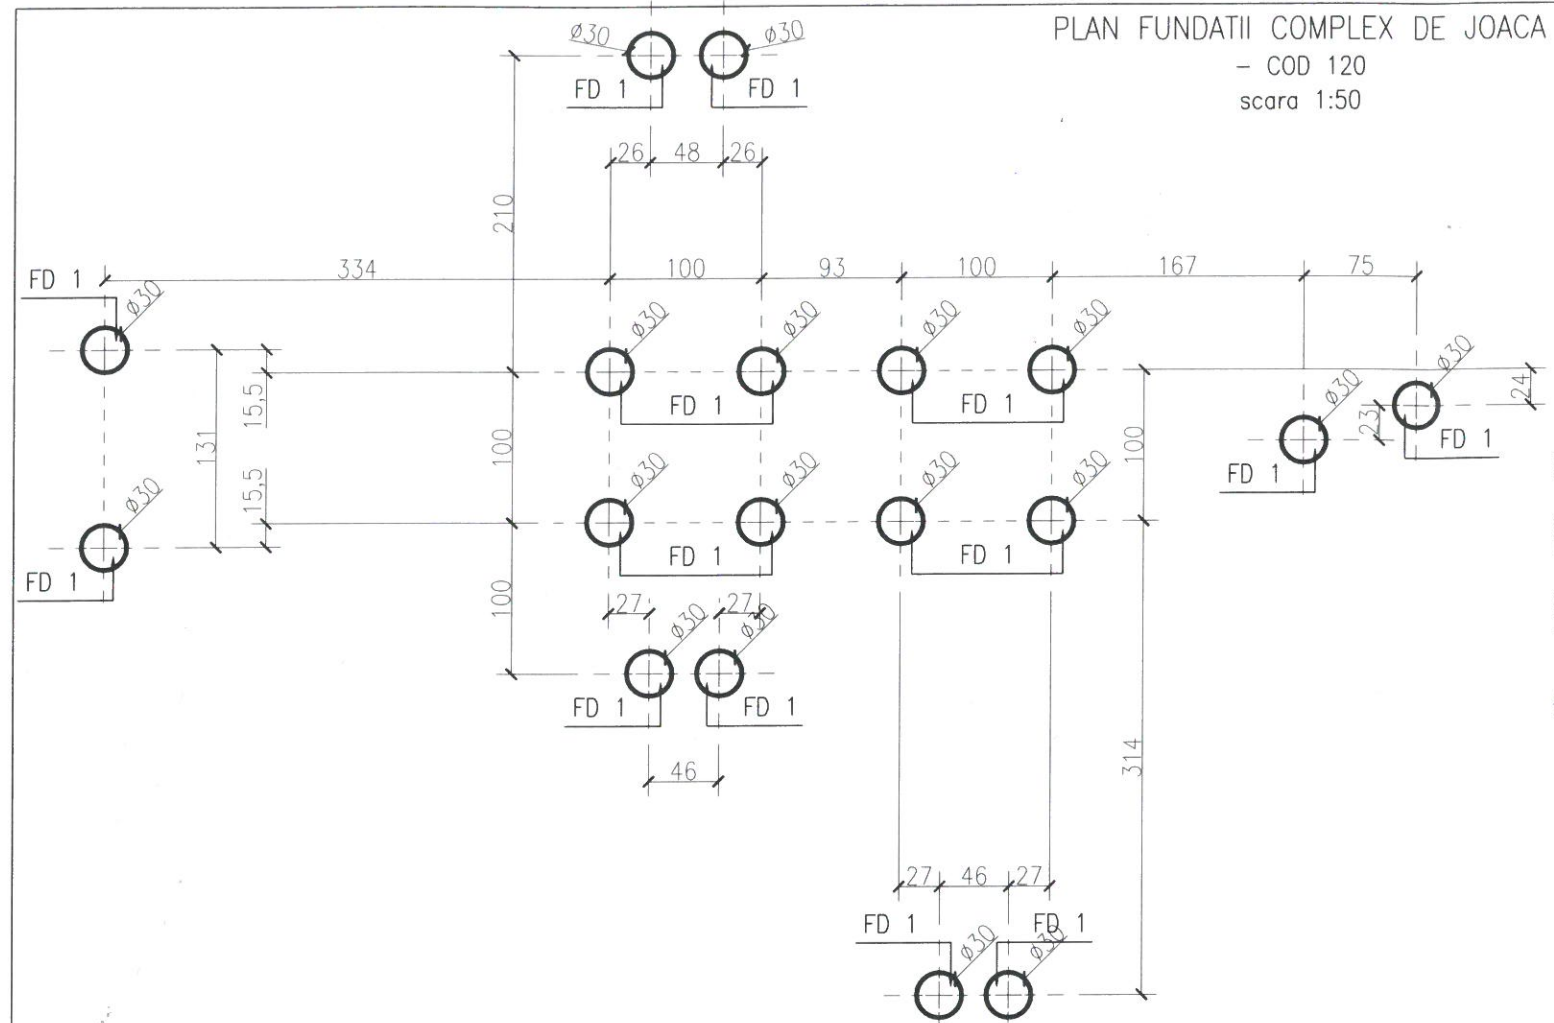 PLAN FUNDATII COMPLEX DE JOACA
- COD 120
scara 1:50
ø30
ø30
FD 1
FD 1
26
48
26
210
334
100
93
100
167
75
FD 1
ø30
ø30
ø30
ø30
ø30
ø30
ø30
24
23
15,5
131
100
15,5
100
FD 1
FD 1
FD 1
FD 1
ø30
ø30
ø30
ø30
ø30
FD 1
FD 1
FD 1
100
27
27
ø30
ø30
FD 1
FD 1
46
314
27
46
27
FD 1
FD 1
ø30
ø30